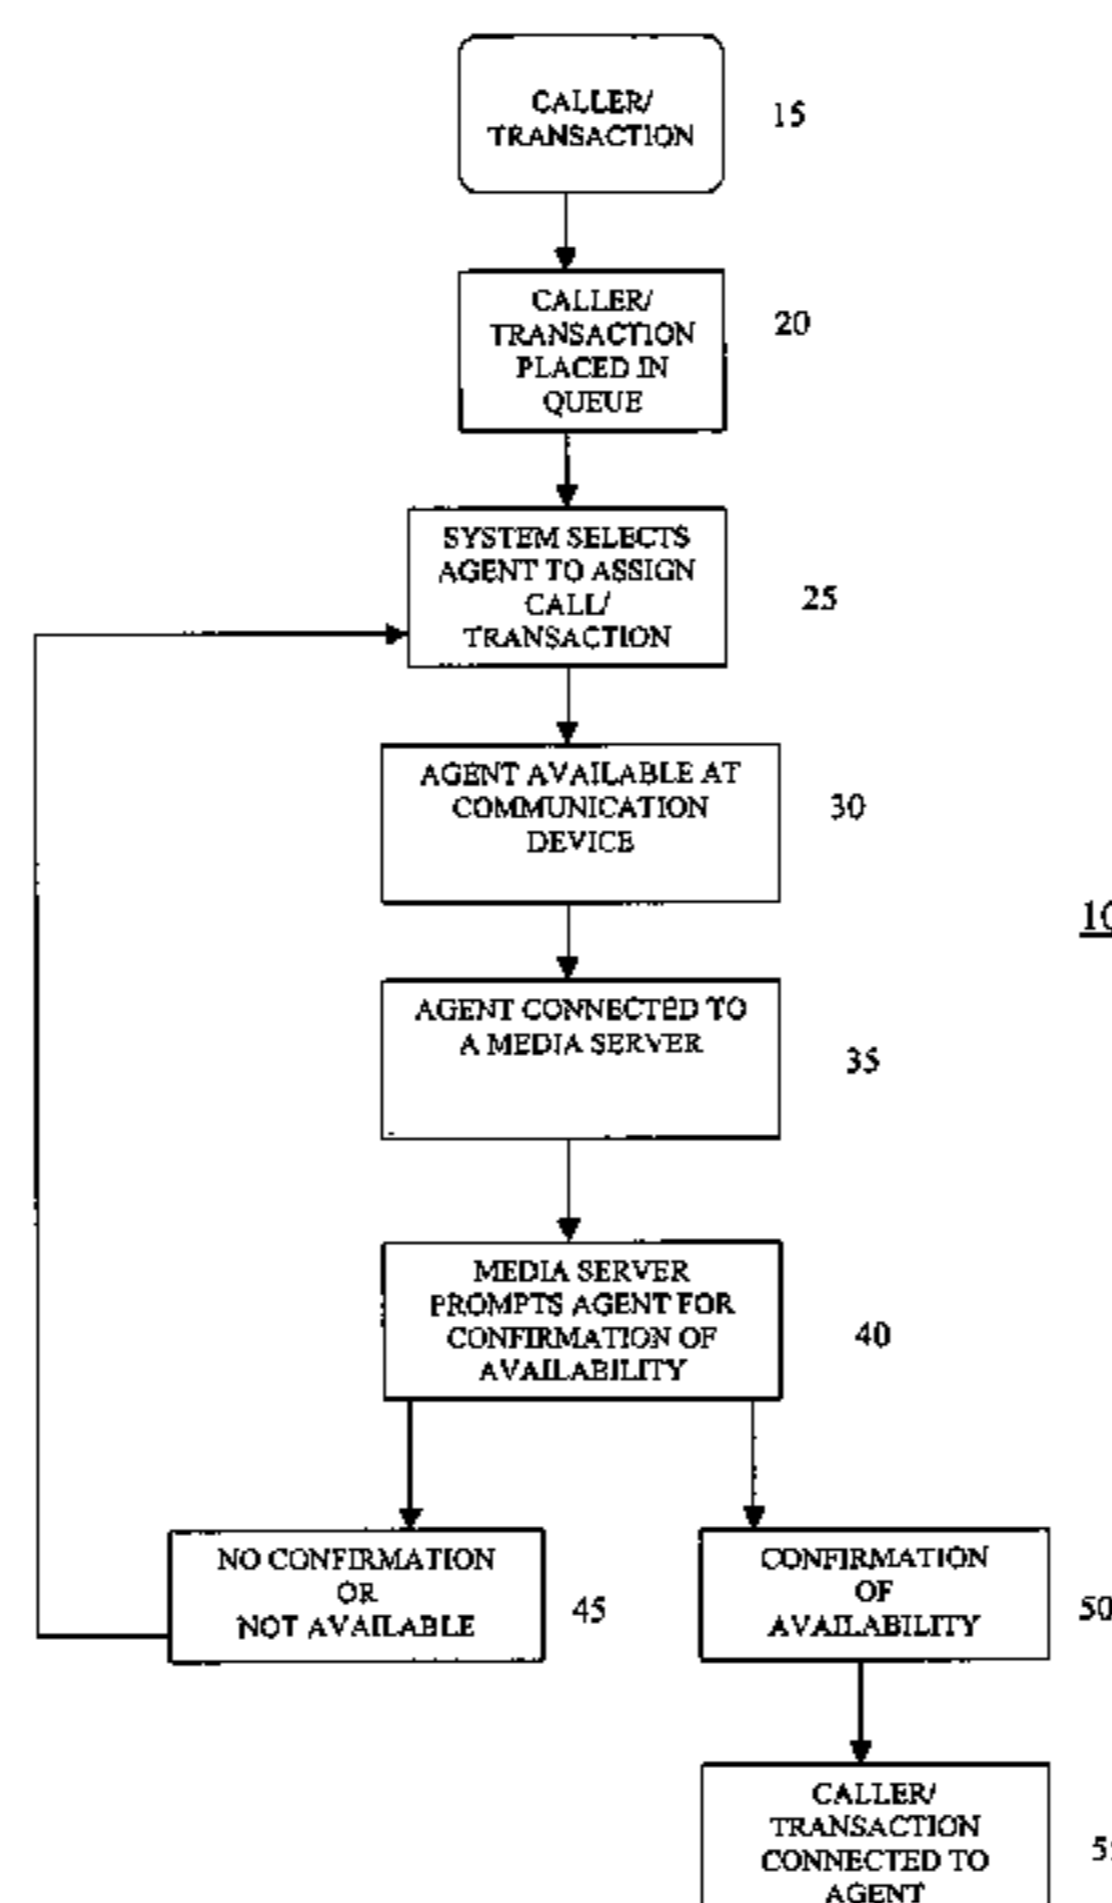 CALLER/
TRANSACTION
15
CALLER/
TRANSACTION
PLACED IN
QUEUE
20
SYSTEM SELECTS
AGENT TO ASSIGN
CALL/
TRANSACTION
25
AGENT AVAILABLE AT
COMMUNICATION
DEVICE
30
10
AGENT CONNECTED TO
A MEDIA SERVER
35
MEDIA SERVER
PROMPTS AGENT FOR
CONFIRMATION OF
AVAILABILITY
40
NO CONFIRMATION
OR
NOT AVAILABLE
45
CONFIRMATION
OF
AVAILABILITY
50
CALLER/
TRANSACTION
CONNECTED TO
AGENT